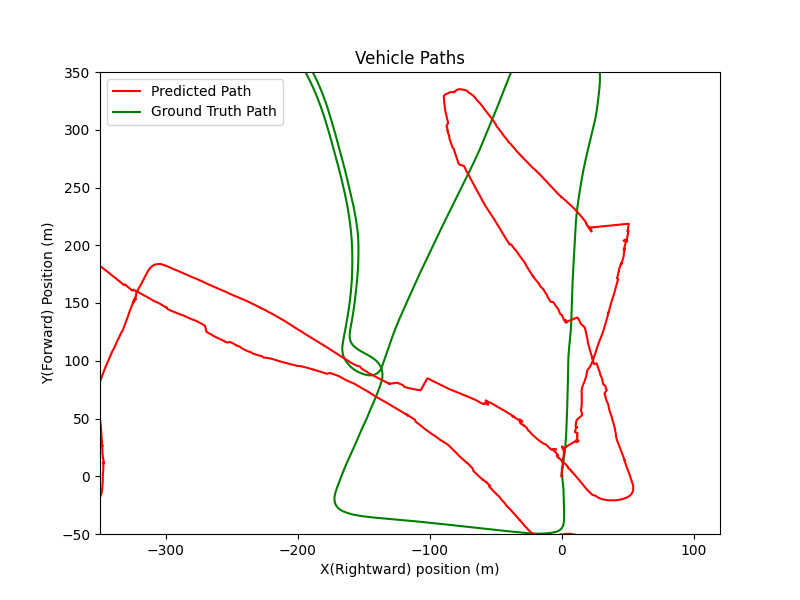 Vehicle Paths
Predicted Path
Ground Truth Path
350
300
250
200
150
100
50
0
−50
Y(Forward) Position (m)
−300 −200 −100 0 100
X(Rightward) position (m)